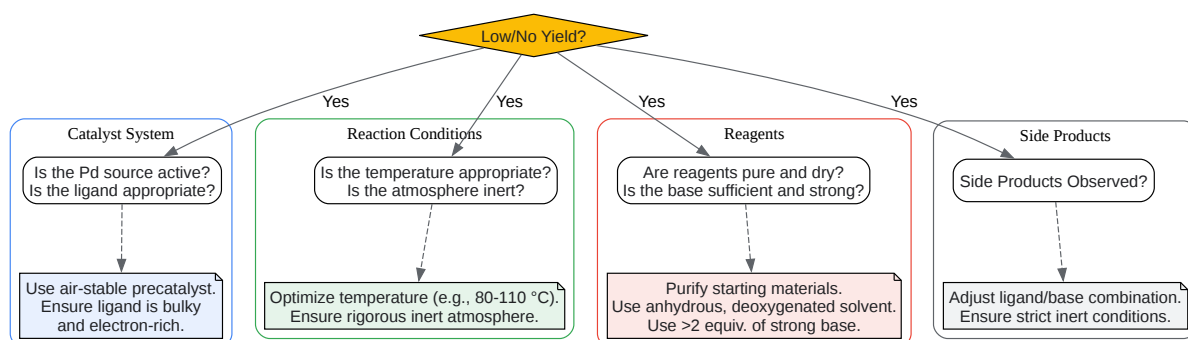 Low/No Yield?
Yes
Yes
Yes
Yes
Catalyst System
Is the Pd source active?
Is the ligand appropriate?
Use air-stable precatalyst.
Ensure ligand is bulky
and electron-rich.
Reaction Conditions
Is the temperature appropriate?
Is the atmosphere inert?
Optimize temperature (e.g., 80-110 °C).
Ensure rigorous inert atmosphere.
Reagents
Are reagents pure and dry?
Is the base sufficient and strong?
Purify starting materials.
Use anhydrous, deoxygenated solvent.
Use >2 equiv. of strong base.
Side Products
Side Products Observed?
Adjust ligand/base combination.
Ensure strict inert conditions.